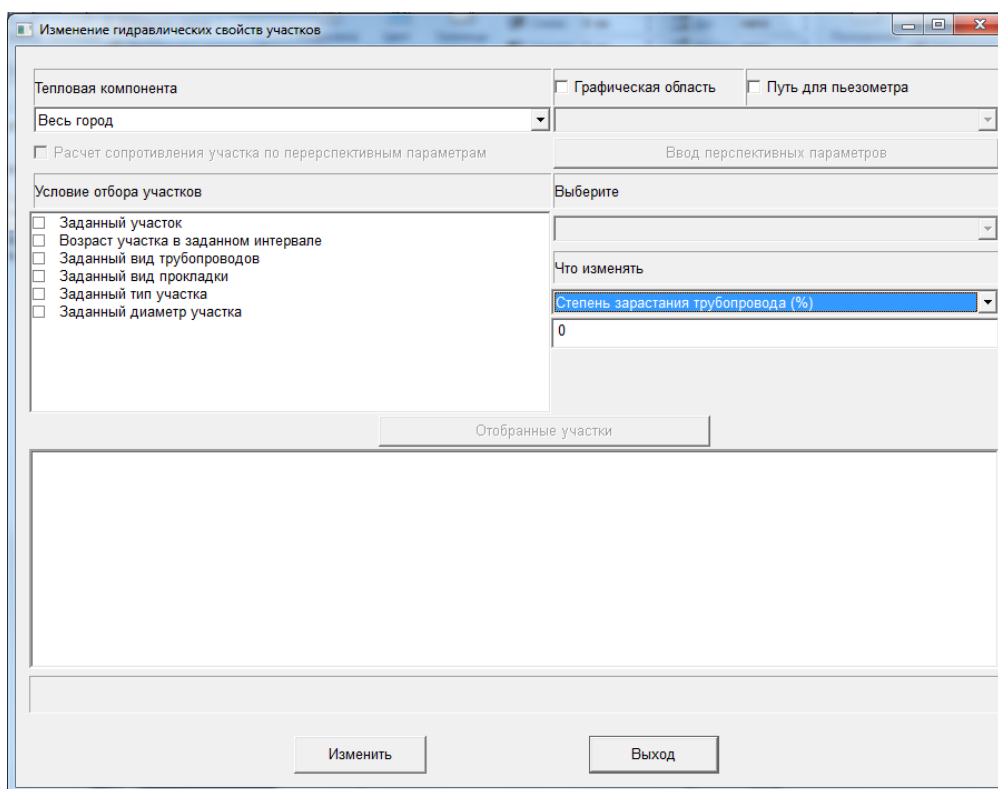 Изменение гидравлических свойств участков
Тепловая компонента
Графическая область
Путь для пьезометра
Весь город
Расчет сопротивления участка по перерспективным параметрам
Ввод перспективных параметров
Условие отбора участков
Выберите
Заданный участок
Возраст участка в заданном интервале
Заданный вид трубопроводов
Заданный вид прокладки
Заданный тип участка
Заданный диаметр участка
Что изменять
Степень зарастания трубопровода (%)
0
Отобранные участки
Изменить
Выход